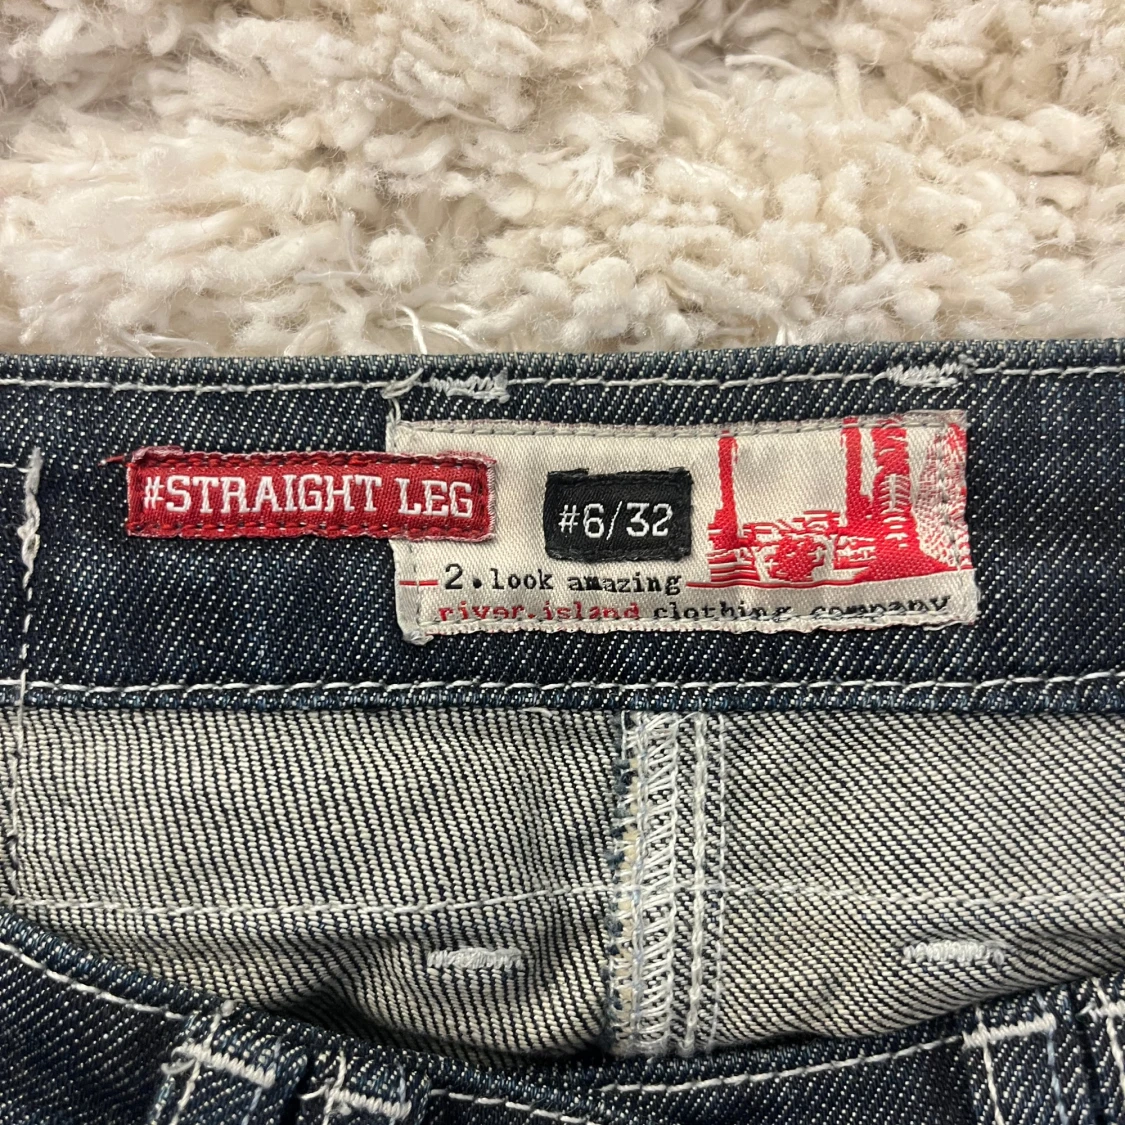 #STRAIGHT LEG
#6/32
2.look amazing
river.island clothing company